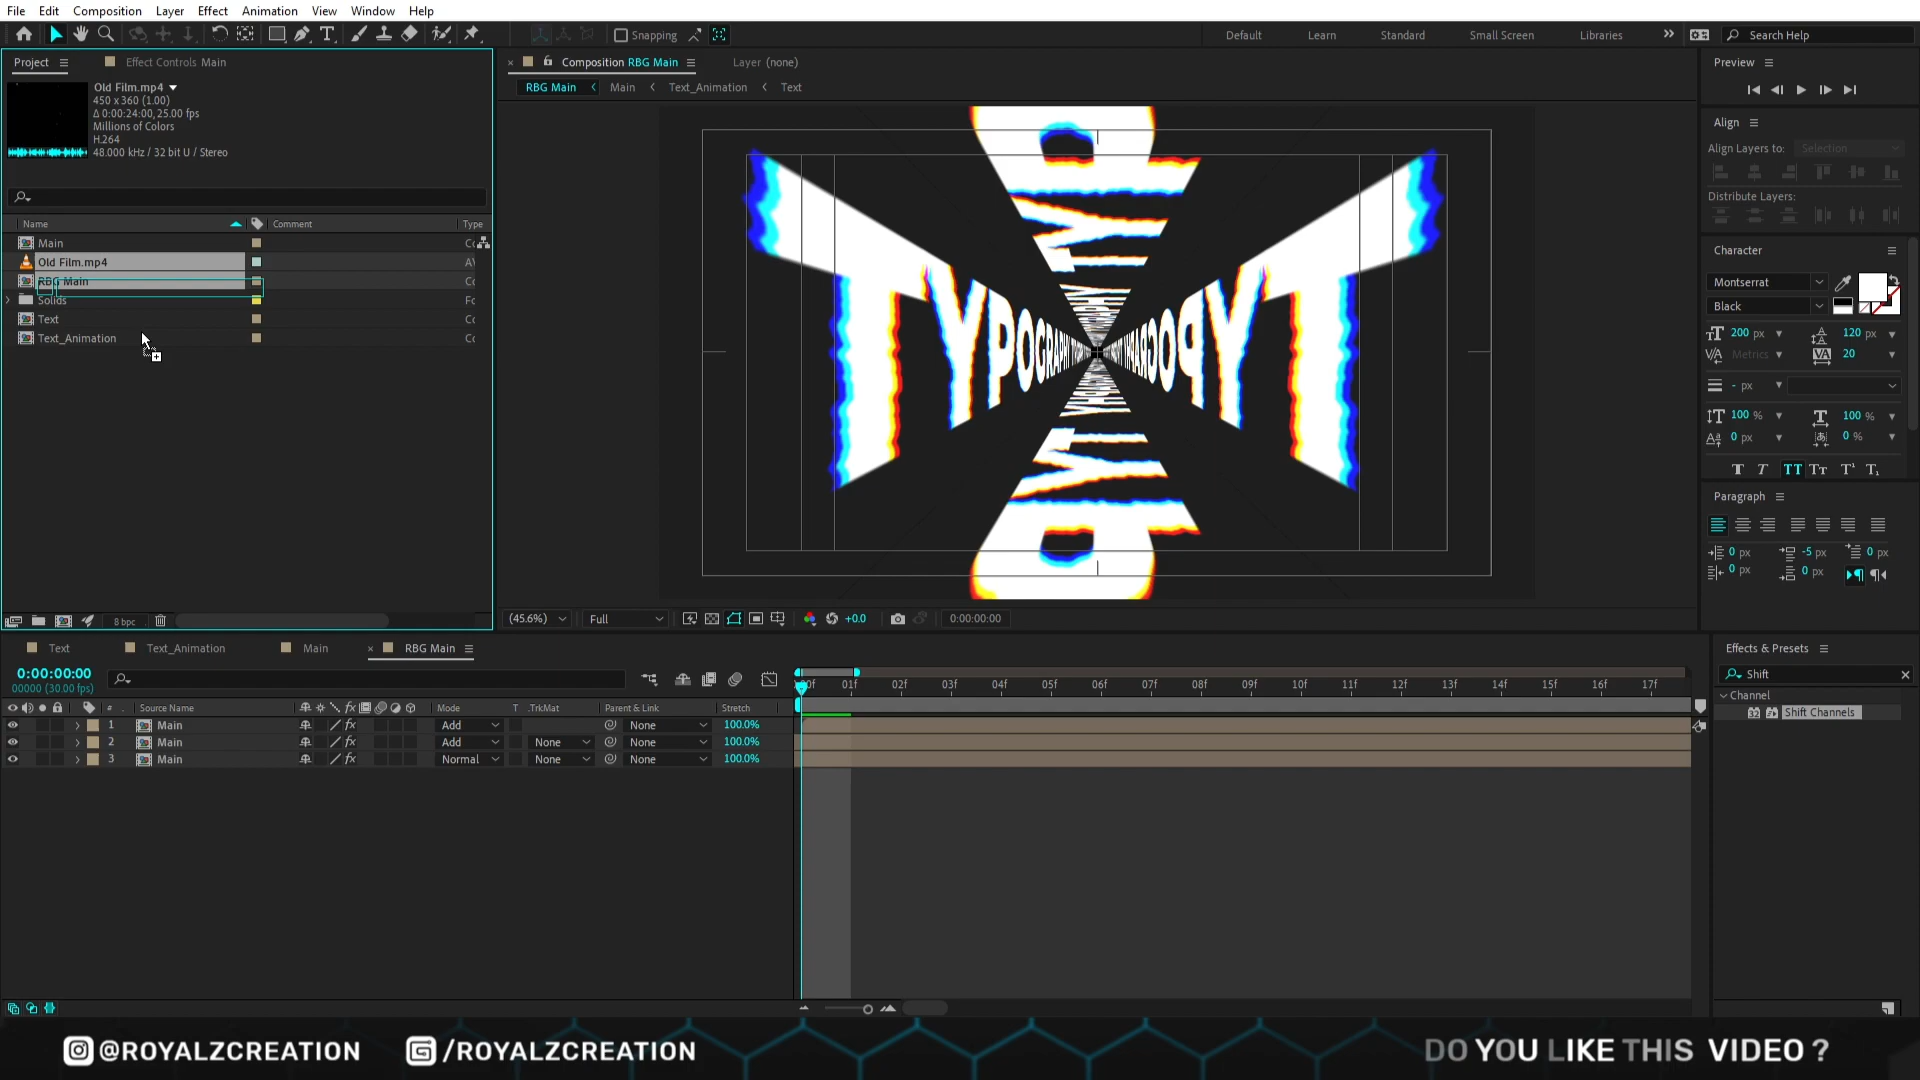 File Edit Composition Layer Effect Animation View Window Help
Snapping
Default Learn Standard Small Screen Libraries
Search Help
Project
Effect Controls Main
Old Film.mp4
450 x 360 (1.00)
Δ 0:00:24:00, 25.00 fps
Millions of Colors
H.264
48.000 kHz / 32 bit U / Stereo
Name Comment Type
Main
Old Film.mp4
RBG Main
Solids
Text
Text_Animation
8 bpc
Composition RBG Main
Layer (none)
RBG Main Main Text_Animation Text
TYPOGRAPHY
(45.6%) Full +0.0 0:00:00:00
Preview
Align
Align Layers to: Selection
Distribute Layers:
Character
Montserrat
Black
200 px 120 px
Metrics 20
- px
100 % 100 %
0 px 0 %
Paragraph
0 px -5 px 0 px
0 px 0 px
Text Text_Animation Main RBG Main
0:00:00:00
00000 (30.00 fps)
# Source Name Mode T .TrkMat Parent & Link Stretch
1 Main Add None 100.0%
2 Main Add None None 100.0%
3 Main Normal None None 100.0%
01f 02f 03f 04f 05f 06f 07f 08f 09f 10f 11f 12f 13f 14f 15f 16f 17f
Effects & Presets
Shift
Channel
Shift Channels
@ROYALZCREATION
/ROYALZCREATION
DO YOU LIKE THIS VIDEO ?